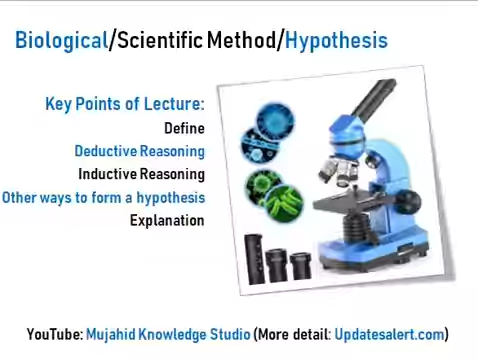 Biological/Scientific Method/Hypothesis
Key Points of Lecture:
Define
Deductive Reasoning
Inductive Reasoning
Other ways to form a hypothesis
Explanation
YouTube: Mujahid Knowledge Studio (More detail: Updatesalert.com)